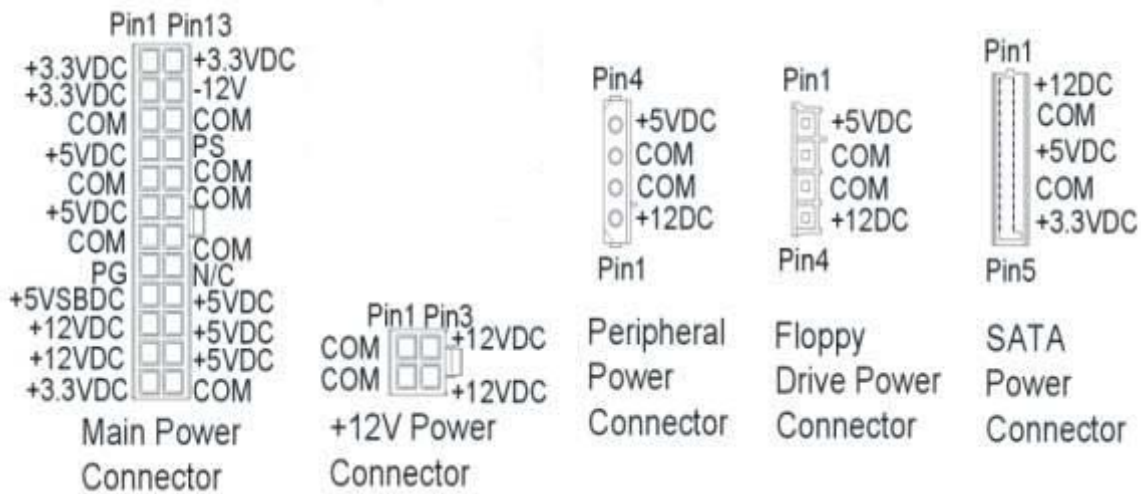 Pin1 Pin13
+3.3VDC +3.3VDC
+3.3VDC -12V
COM COM
+5VDC PS
COM COM
+5VDC COM
COM COM
PG N/C
+5VSBDC +5VDC
+12VDC +5VDC
+12VDC +5VDC
+3.3VDC COM
Main Power
Connector
Pin1 Pin3
COM +12VDC
COM +12VDC
+12V Power
Connector
Pin4
+5VDC
COM
COM
+12DC
Pin1
Peripheral
Power
Connector
Pin1
+5VDC
COM
COM
+12DC
Pin4
Floppy
Drive Power
Connector
Pin1
+12DC
COM
+5VDC
COM
+3.3VDC
Pin5
SATA
Power
Connector